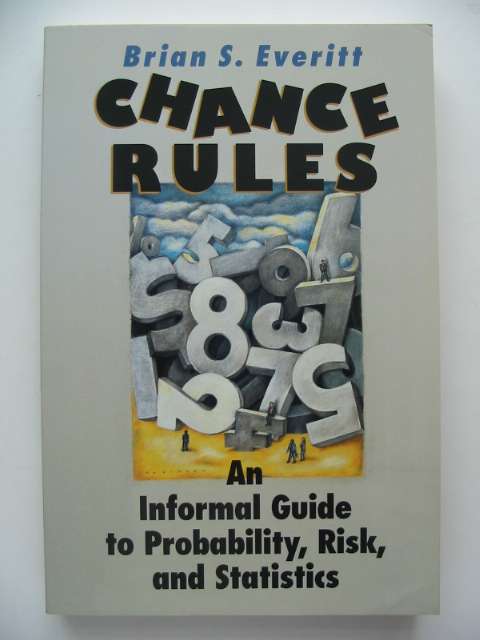 Brian S. Everitt
CHANCE
RULES
An
Informal Guide
to Probability, Risk,
and Statistics